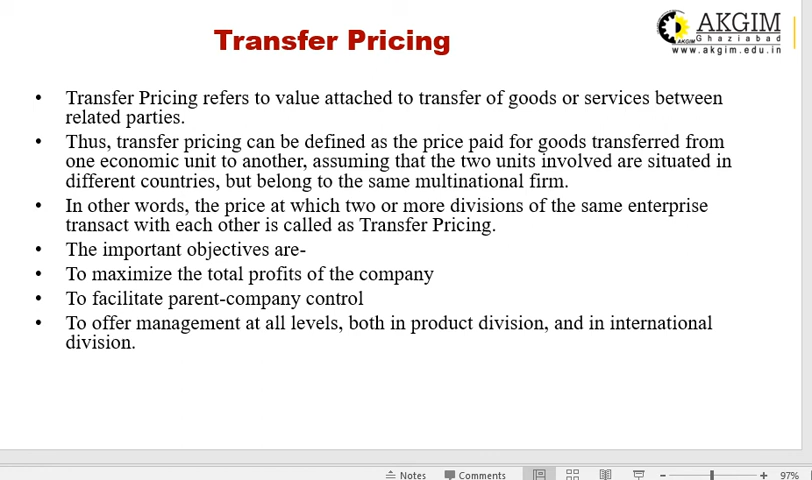 Transfer Pricing
AKGIM
Ghaziabad
AKGIM
www.akgim.edu.in
• Transfer Pricing refers to value attached to transfer of goods or services between
related parties.
• Thus, transfer pricing can be defined as the price paid for goods transferred from
one economic unit to another, assuming that the two units involved are situated in
different countries, but belong to the same multinational firm.
• In other words, the price at which two or more divisions of the same enterprise
transact with each other is called as Transfer Pricing.
• The important objectives are-
• To maximize the total profits of the company
• To facilitate parent-company control
• To offer management at all levels, both in product division, and in international
division.
Notes Comments 97%